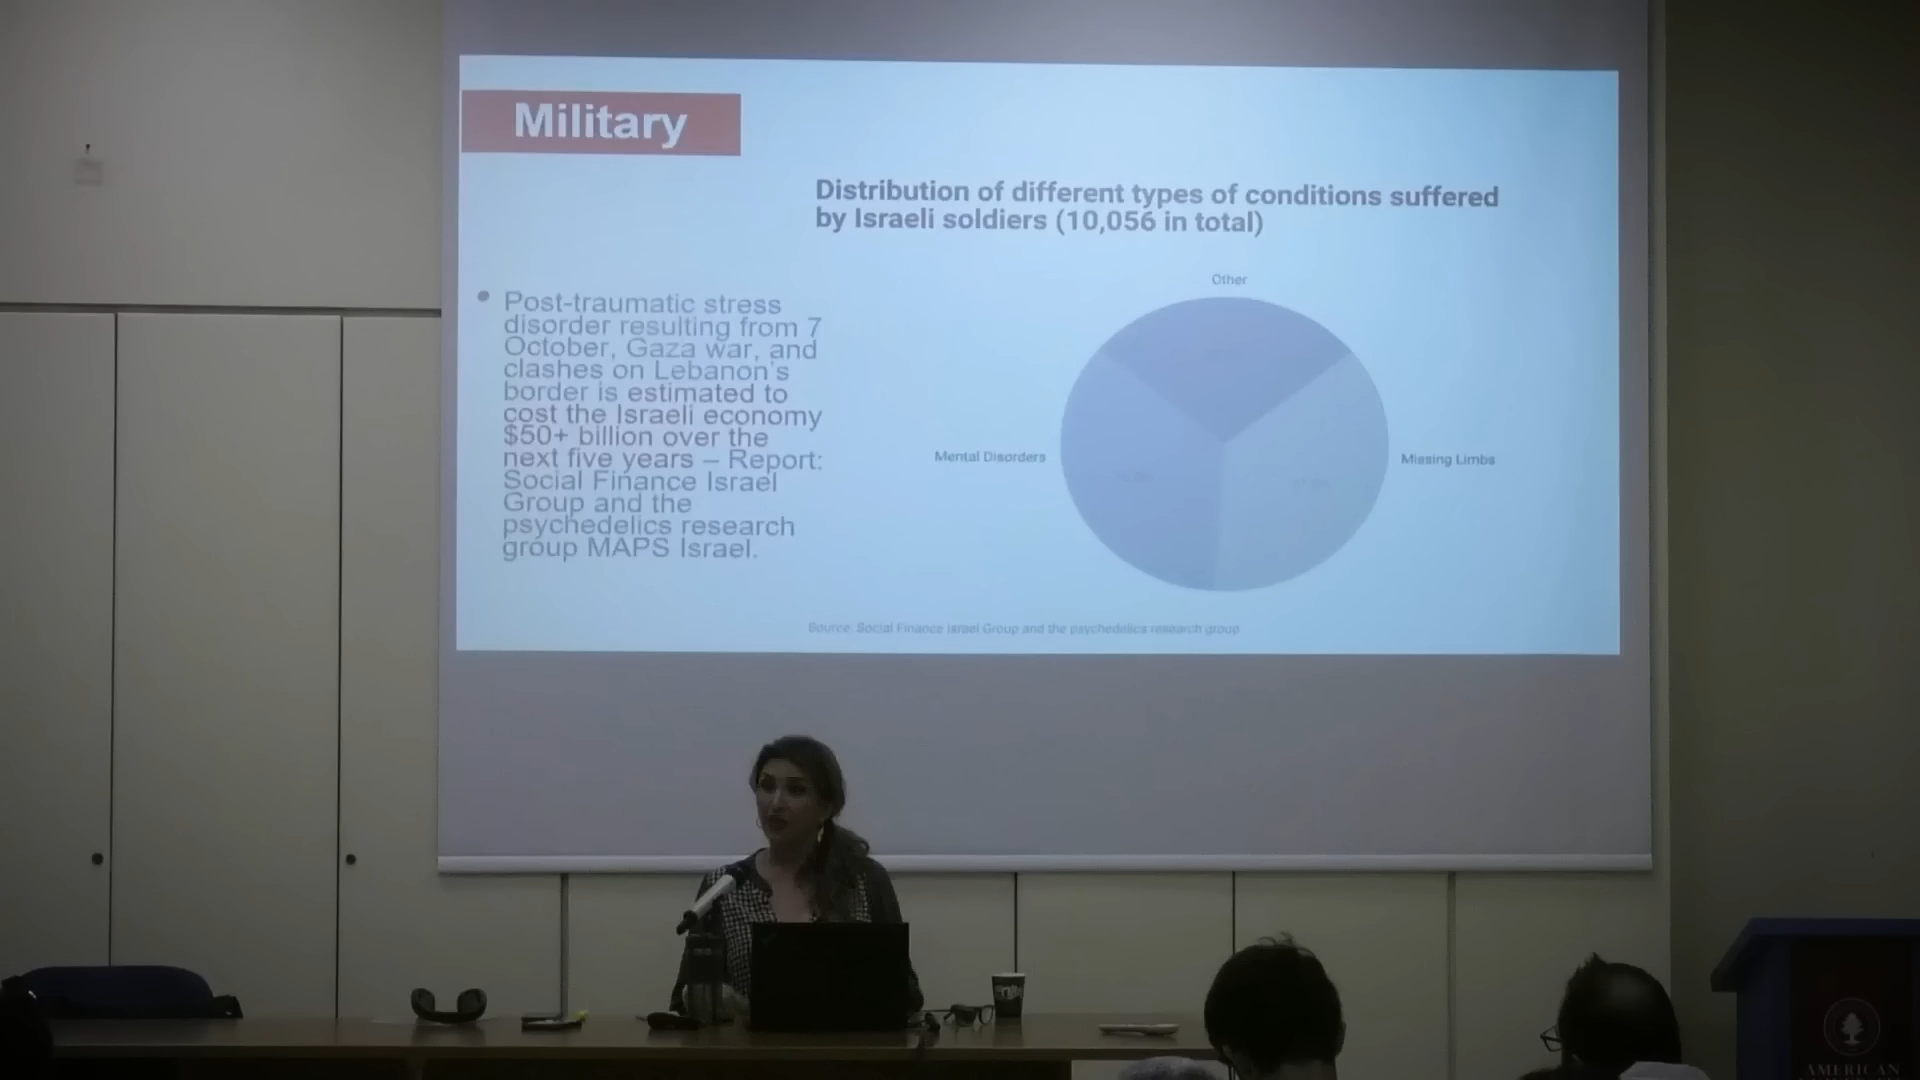 Military
Distribution of different types of conditions suffered
by Israeli soldiers (10,056 in total)
Other
Post-traumatic stress
disorder resulting from 7
October, Gaza war, and
clashes on Lebanon's
border is estimated to
cost the Israeli economy
$50+ billion over the
next five years – Report:
Social Finance Israel
Group and the
psychedelics research
group MAPS Israel.
Mental Disorders
Missing Limbs
Source: Social Finance Israel Group and the psychedelics research group
AMERICAN